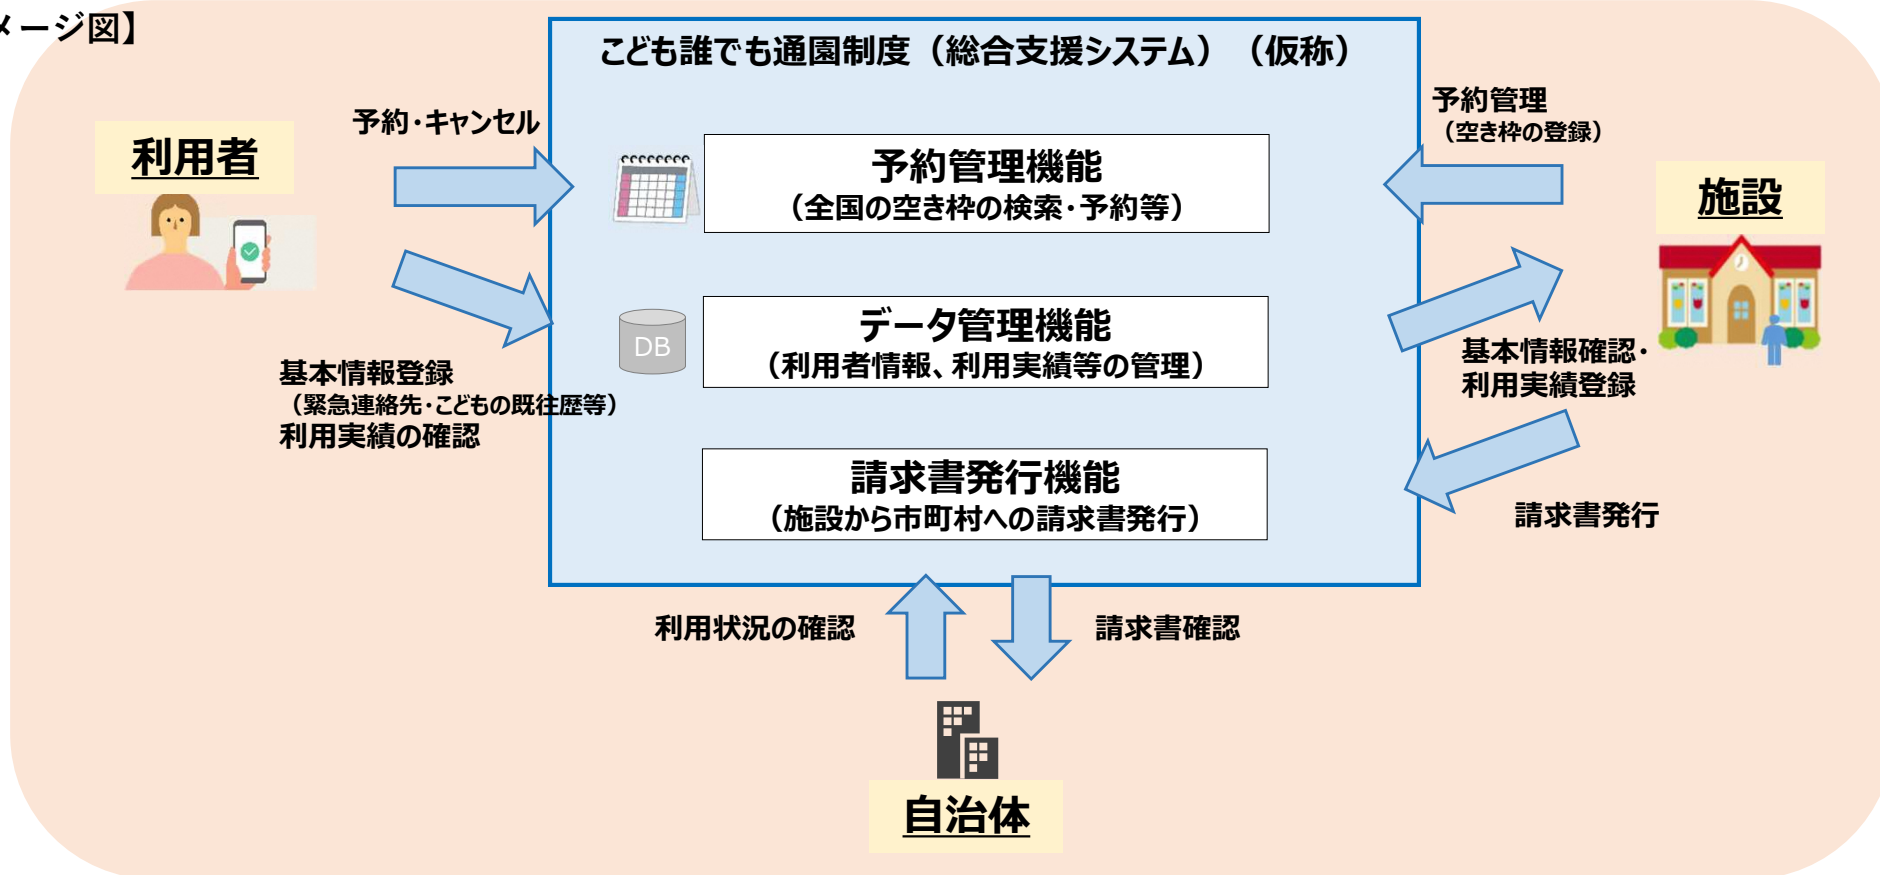 メージ図】
こども誰でも通園制度（総合支援システム）（仮称）
利用者
予約・キャンセル
予約管理
（空き枠の登録）
施設
予約管理機能
（全国の空き枠の検索・予約等）
DB
データ管理機能
（利用者情報、利用実績等の管理）
基本情報登録
（緊急連絡先・こどもの既往歴等）
利用実績の確認
基本情報確認・
利用実績登録
請求書発行機能
（施設から市町村への請求書発行）
請求書発行
利用状況の確認
請求書確認
自治体